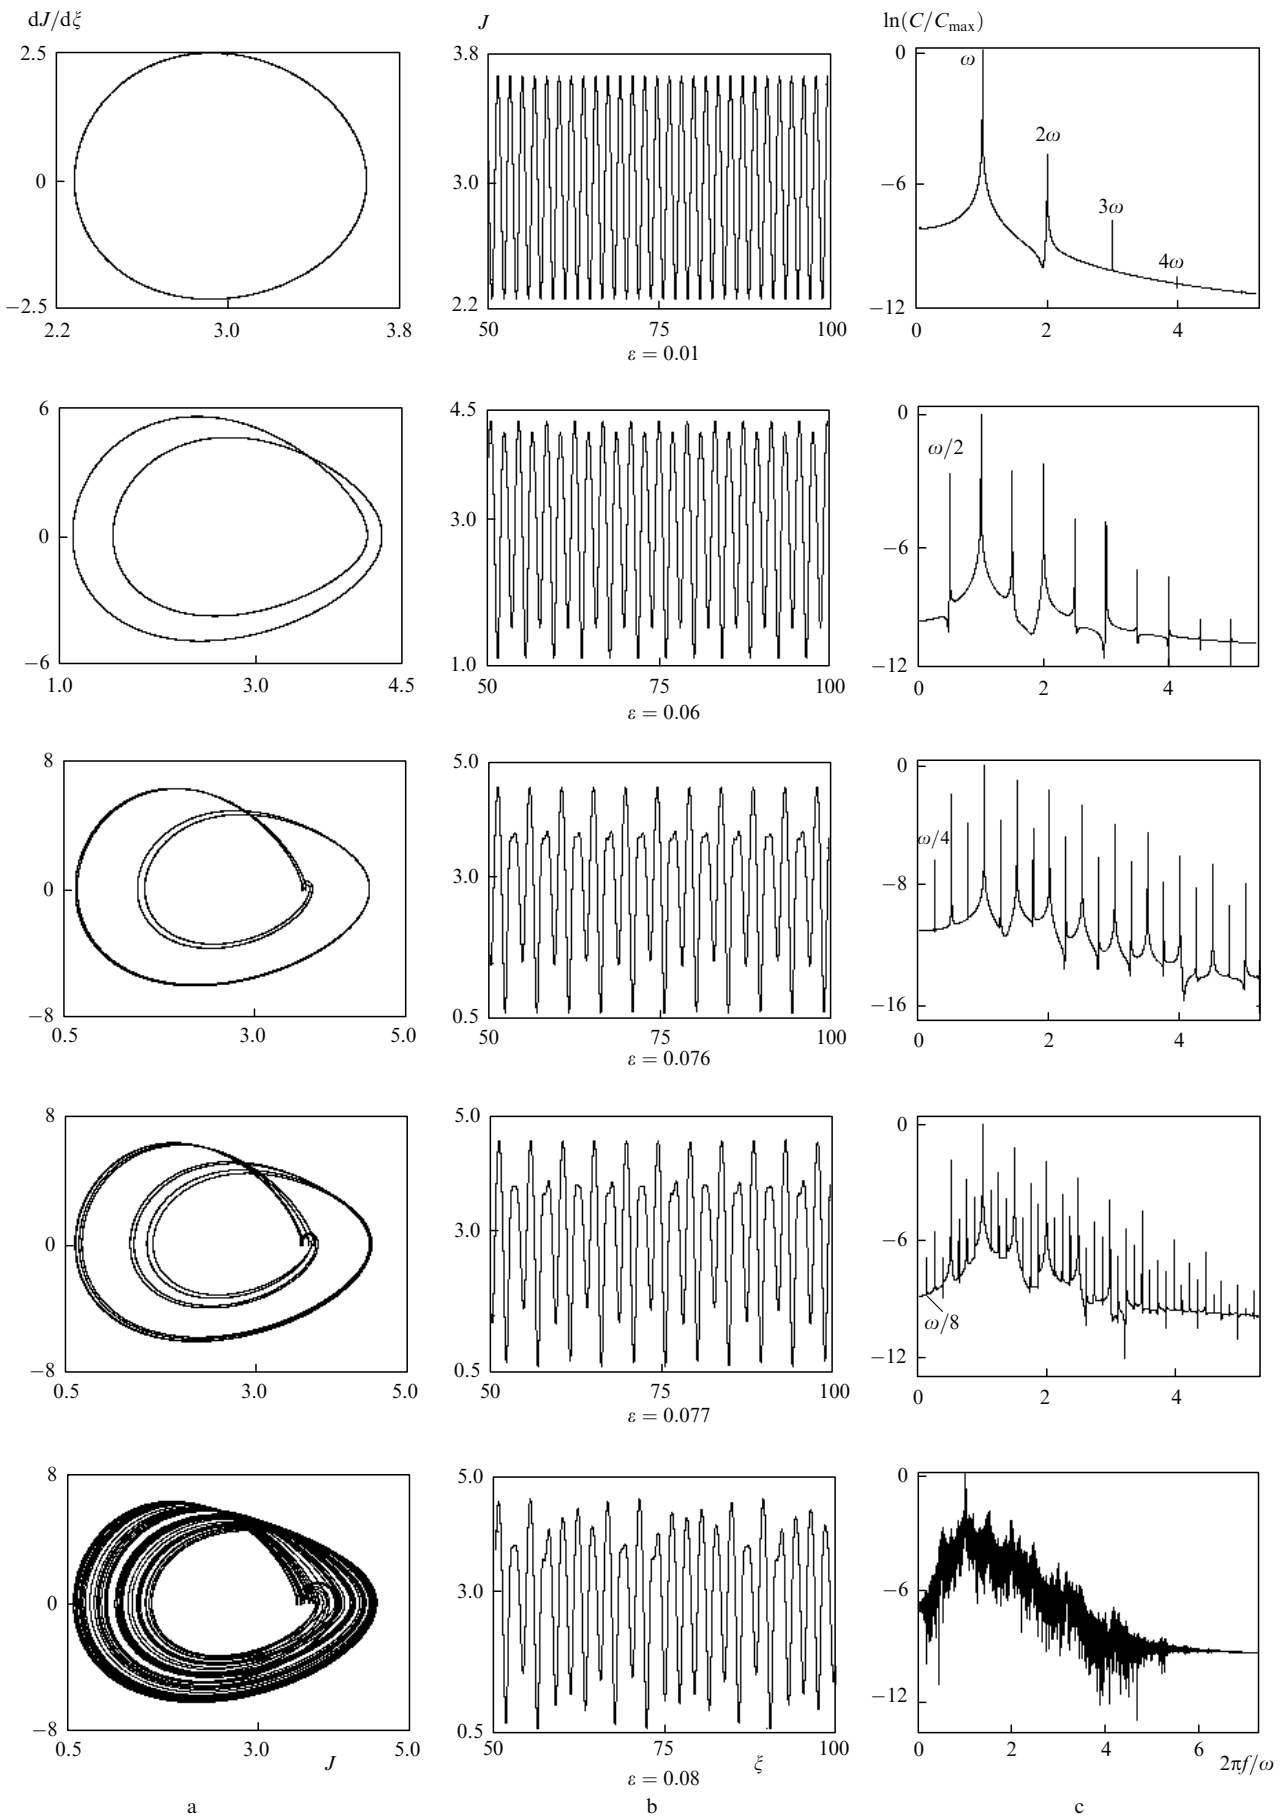 dJ/dξ J ln(C/Cmax)
2.5 3.8 0
ω
2ω
0 3.0 −6
3ω
4ω
−2.5 2.2 −12
2.2 3.0 3.8 50 75 100 0 2 4
ε = 0.01
6 4.5 0
ω/2
0 3.0 −6
−6 1.0 −12
1.0 3.0 4.5 50 75 100 0 2 4
ε = 0.06
8 5.0 0
ω/4
0 3.0 −8
−8 0.5 −16
0.5 3.0 5.0 50 75 100 0 2 4
ε = 0.076
8 5.0 0
0 3.0 −6
ω/8
−8 0.5 −12
0.5 3.0 5.0 50 75 100 0 2 4
ε = 0.077
8 5.0 0
0 3.0 −6
−8 0.5 −12
0.5 3.0 5.0 50 75 100 0 2 4 6
J ξ 2πf/ω
ε = 0.08
a b c